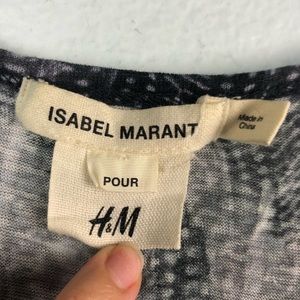 ISABEL MARANT
Made in
China
POUR
H&M